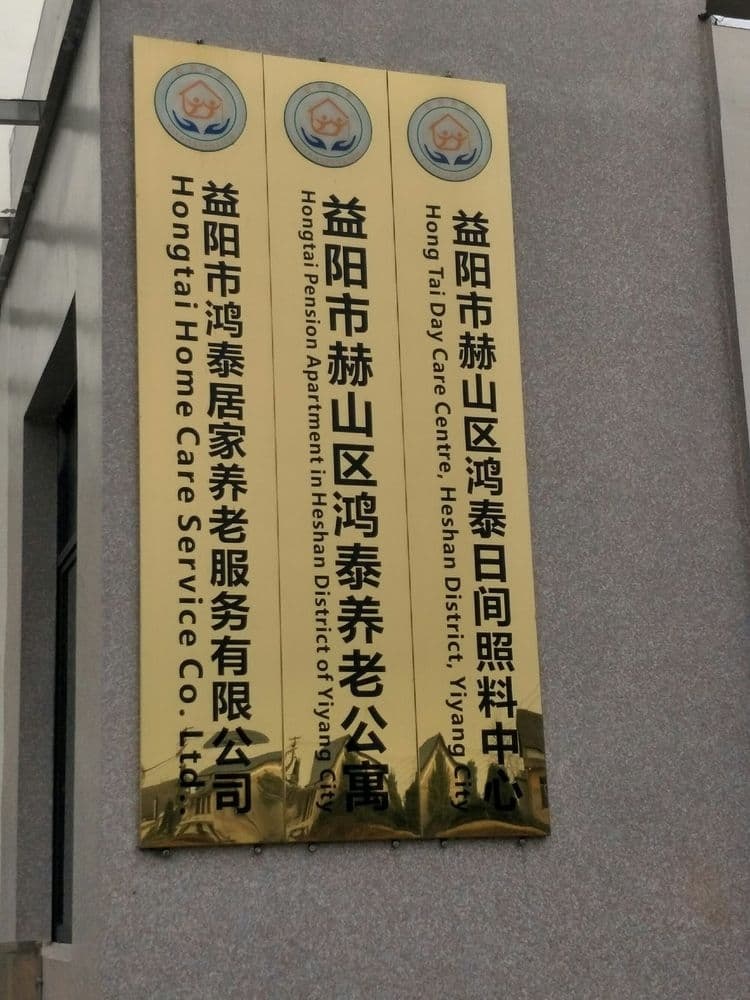 益阳市鸿泰居家养老服务有限公司
Hongtai Home Care Service Co. Ltd..
益阳市赫山区鸿泰养老公寓
Hongtai Pension Apartment in Heshan District of Yiyang City
益阳市赫山区鸿泰日间照料中心
Hong Tai Day Care Centre, Heshan District, Yiyang City